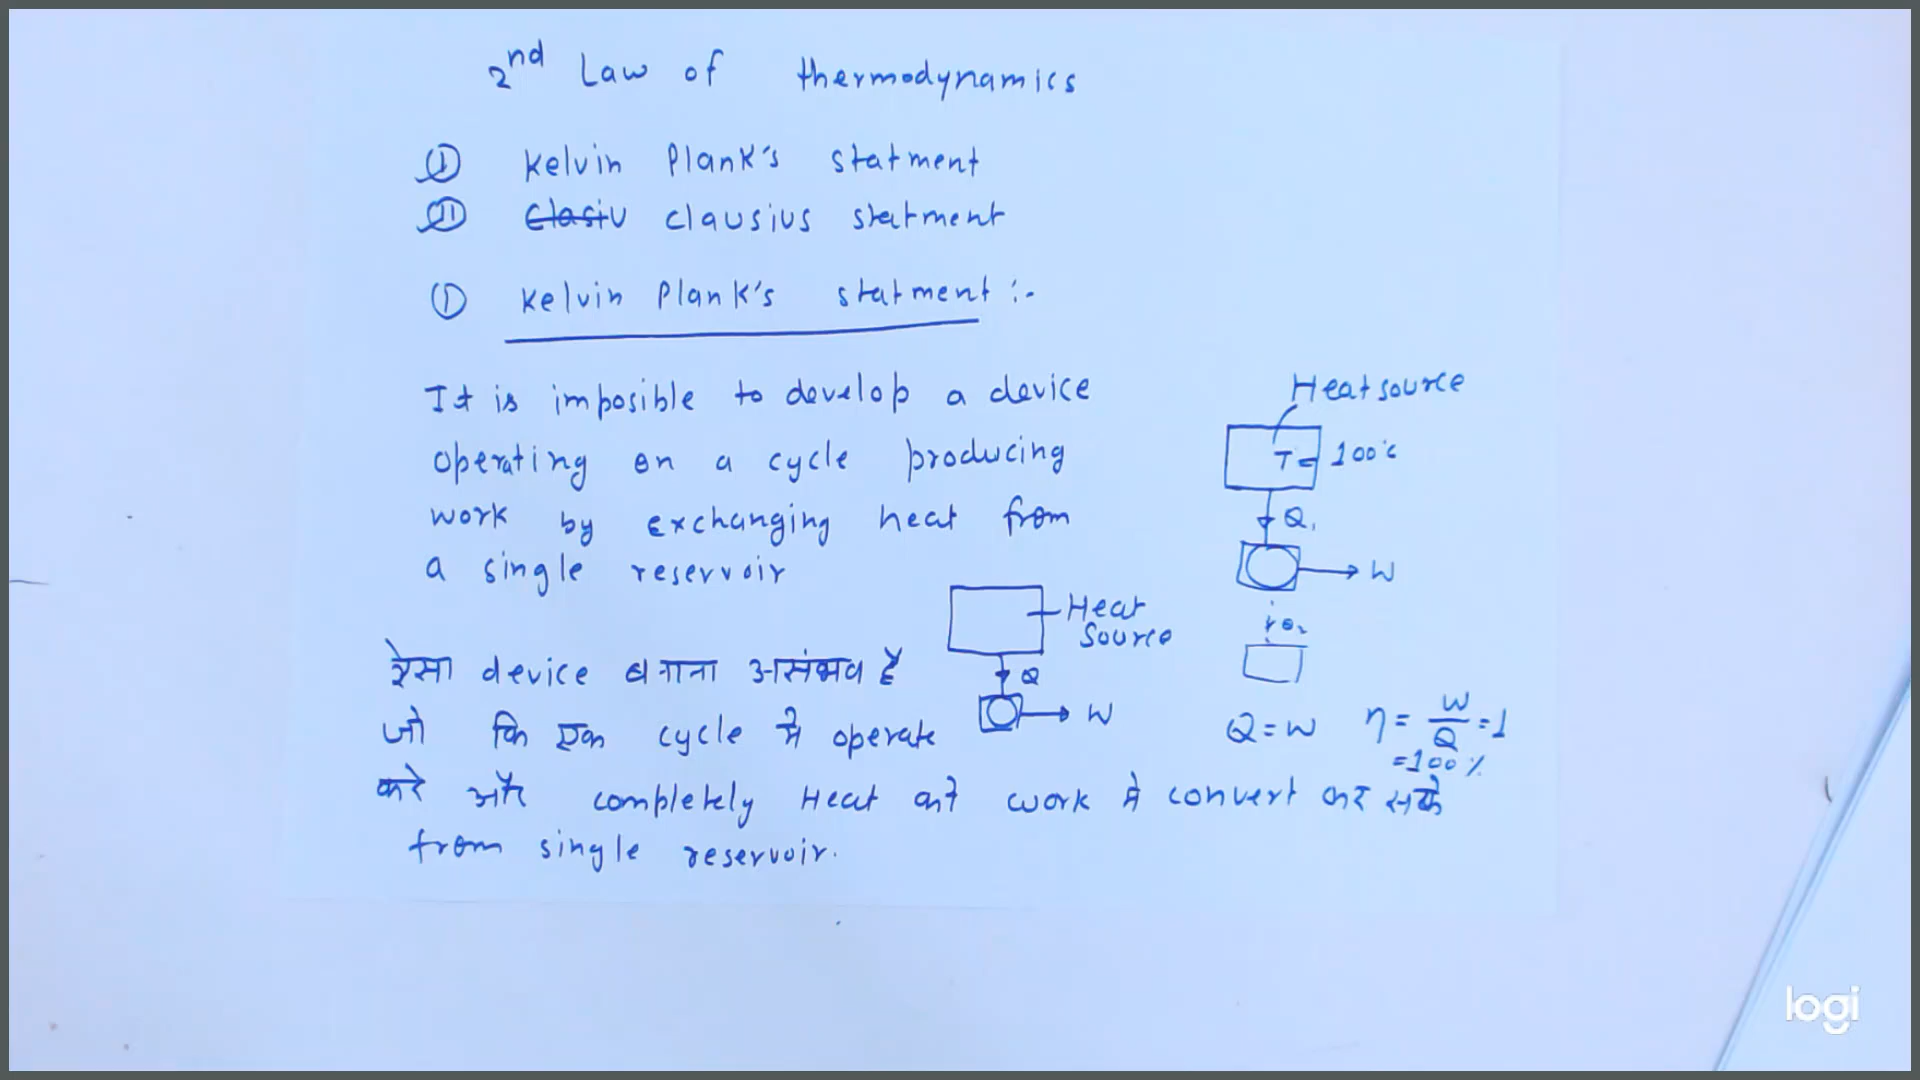 2nd Law of thermodynamics
I Kelvin Plank's statment
II Clasiu clausius statment
I Kelvin Plank's statment :-
It is imposible to develop a device
operating on a cycle producing
work by exchanging heat from
a single reservoir
Heat source
T = 100°C
Q1
W
Q2
Heat
Source
Q
W
Q = W η = W/Q = 1
= 100 %
ऐसा device बनाना असंभव है
जो कि एक cycle मे operate
करे और completely Heat को work मे convert कर सके
from single reservoir.
logi